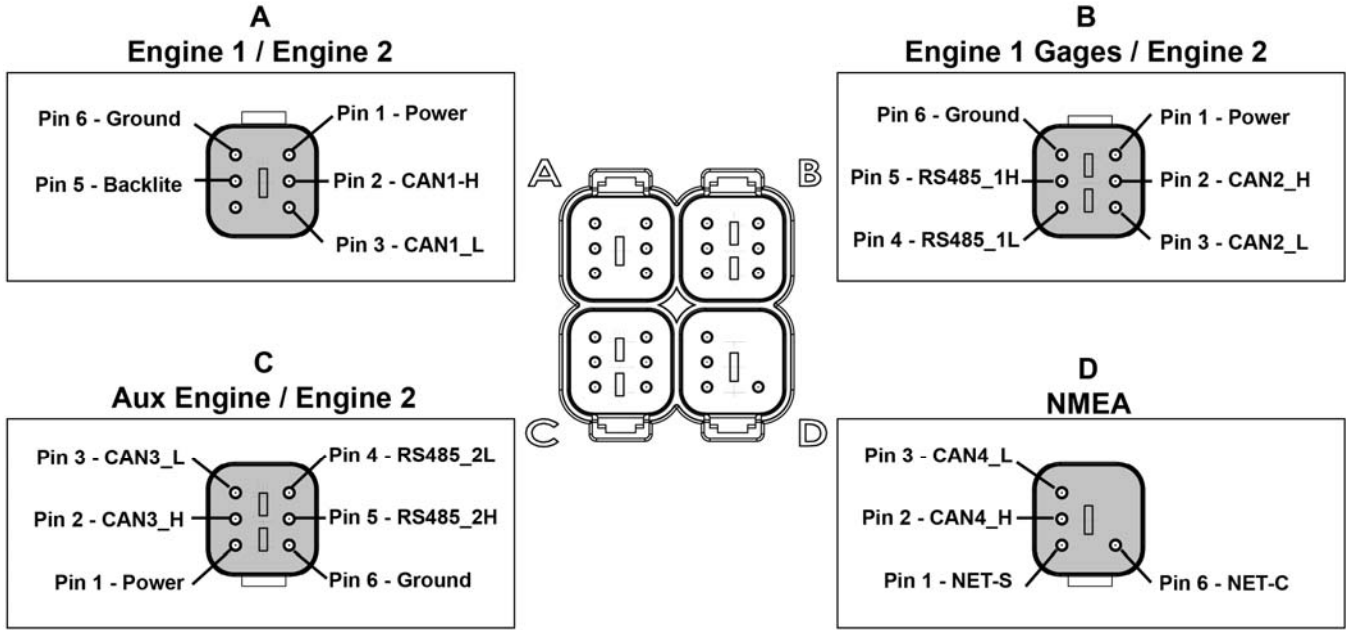 A
Engine 1 / Engine 2
Pin 6 - Ground
Pin 1 - Power
Pin 5 - Backlite
Pin 2 - CAN1-H
Pin 3 - CAN1_L
B
Engine 1 Gages / Engine 2
Pin 6 - Ground
Pin 1 - Power
Pin 5 - RS485_1H
Pin 2 - CAN2_H
Pin 4 - RS485_1L
Pin 3 - CAN2_L
A
B
C
D
C
Aux Engine / Engine 2
Pin 3 - CAN3_L
Pin 4 - RS485_2L
Pin 2 - CAN3_H
Pin 5 - RS485_2H
Pin 1 - Power
Pin 6 - Ground
D
NMEA
Pin 3 - CAN4_L
Pin 2 - CAN4_H
Pin 1 - NET-S
Pin 6 - NET-C